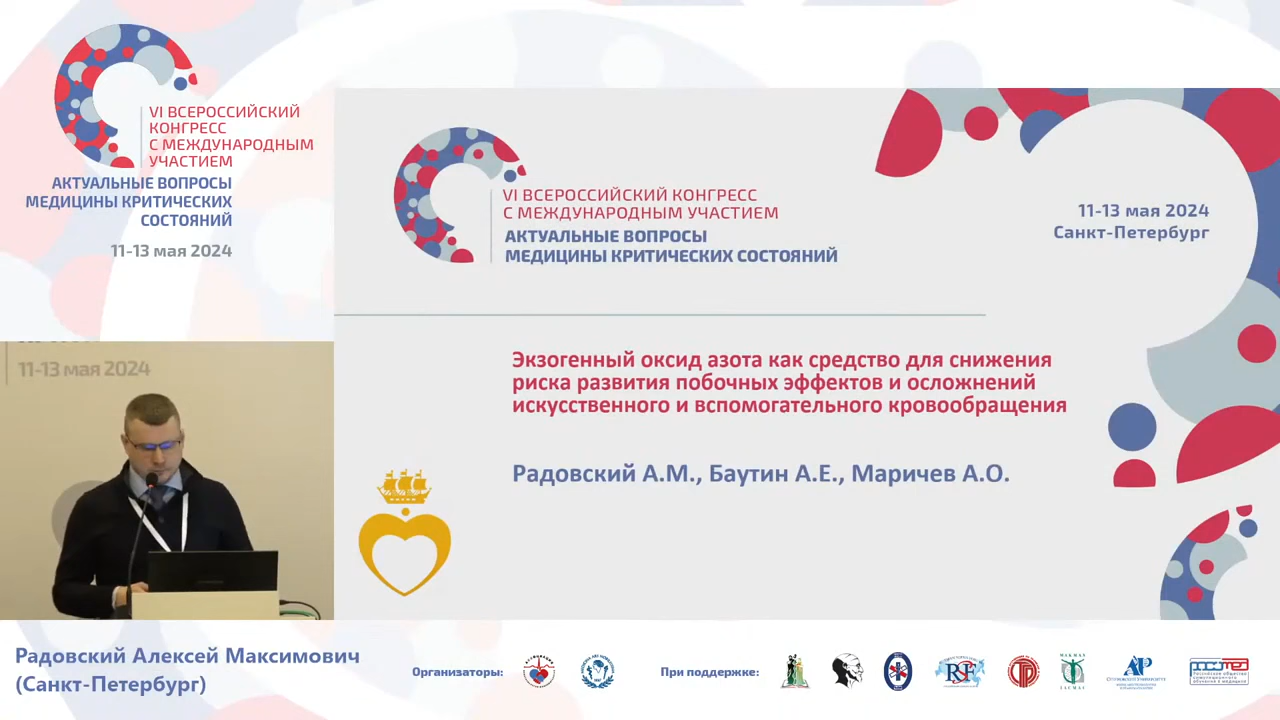 VI ВСЕРОССИЙСКИЙ
КОНГРЕСС
С МЕЖДУНАРОДНЫМ
УЧАСТИЕМ
АКТУАЛЬНЫЕ ВОПРОСЫ
МЕДИЦИНЫ КРИТИЧЕСКИХ
СОСТОЯНИЙ
11-13 мая 2024
11-13 мая 2024
VI ВСЕРОССИЙСКИЙ КОНГРЕСС
С МЕЖДУНАРОДНЫМ УЧАСТИЕМ
АКТУАЛЬНЫЕ ВОПРОСЫ
МЕДИЦИНЫ КРИТИЧЕСКИХ СОСТОЯНИЙ
11-13 мая 2024
Санкт-Петербург
Экзогенный оксид азота как средство для снижения
риска развития побочных эффектов и осложнений
искусственного и вспомогательного кровообращения
Радовский А.М., Баутин А.Е., Маричев А.О.
Радовский Алексей Максимович
(Санкт-Петербург)
Организаторы:
При поддержке: